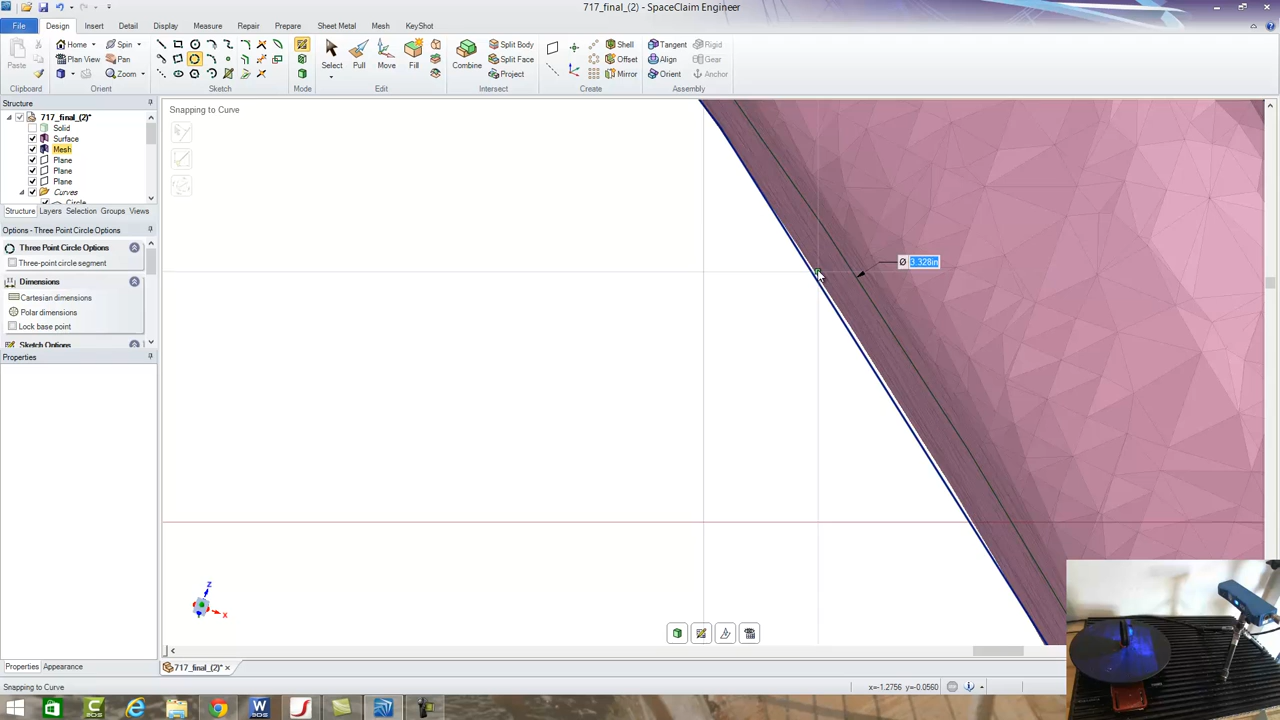 717_final_(2) - SpaceClaim Engineer
File Design Insert Detail Display Measure Repair Prepare Sheet Metal Mesh KeyShot
Home Spin Split Body Shell Tangent Rigid
Paste Plan View Pan Select Pull Move Fill Combine Split Offset Align Gear
Zoom Project Mirror Orient Anchor
Clipboard Orient Sketch Mode Edit Intersect Create Assembly
Structure
717_final_(2)*
Solid
Surface
Mesh
Plane
Plane
Plane
Curves
Circle
Structure Layers Selection Groups Views
Options - Three Point Circle Options
Three Point Circle Options
Three-point circle segment
Dimensions
Cartesian dimensions
Polar dimensions
Lock base point
Sketch Options
Properties
Snapping to Curve
Ø 3.328in
z
x
Properties Appearance
717_final_(2)*
Snapping to Curve
x=-1.2756 y=-0.0560